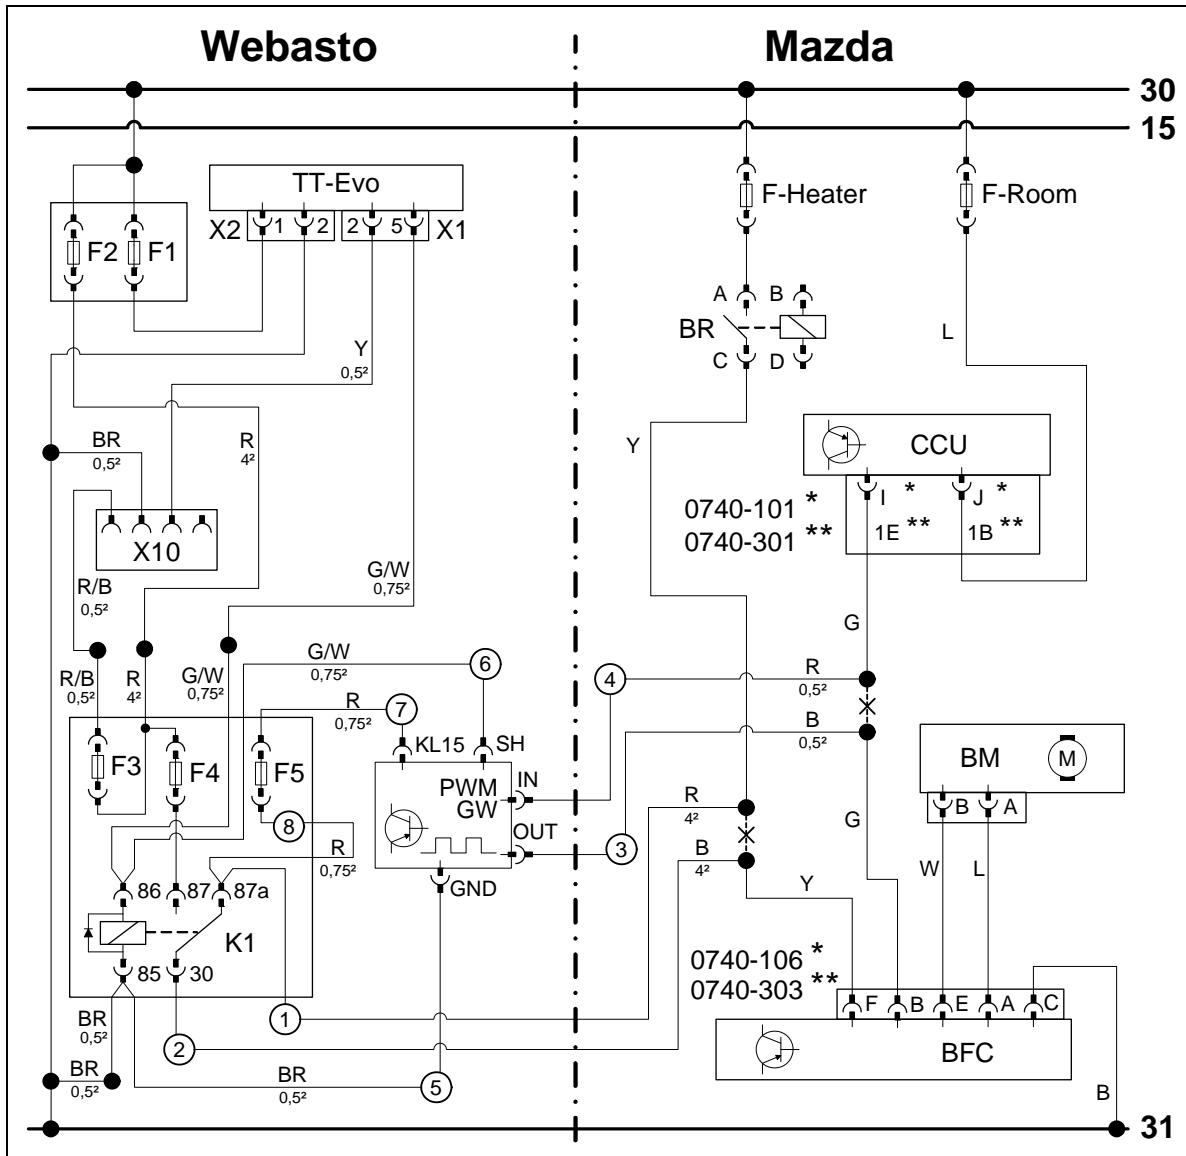 Webasto Mazda
30
15
TT-Evo
F-Heater F-Room
X2 1 2 2 5 X1
F2 F1
A B
BR
C D
L
Y
0,5²
BR
0,5²
R
4²
Y
CCU
I * J *
0740-101 *
1E ** 1B **
0740-301 **
X10
R/B
0,5²
G/W
0,75²
G
R/B
0,5²
R
4²
G/W
0,75²
G/W
0,75²
6
4
R
0,5²
R
0,75²
7
B
0,5²
KL15 SH
F3 F4 F5
PWM
GW
IN
OUT
BM M
B A
8
R
0,75²
3
R
4²
B
4²
G
W L
86 87 87a
GND
Y
K1
85 30
0740-106 *
0740-303 **
F B E A C
BFC
1
2
BR
0,5²
BR
0,5²
BR
0,5²
5
B
31